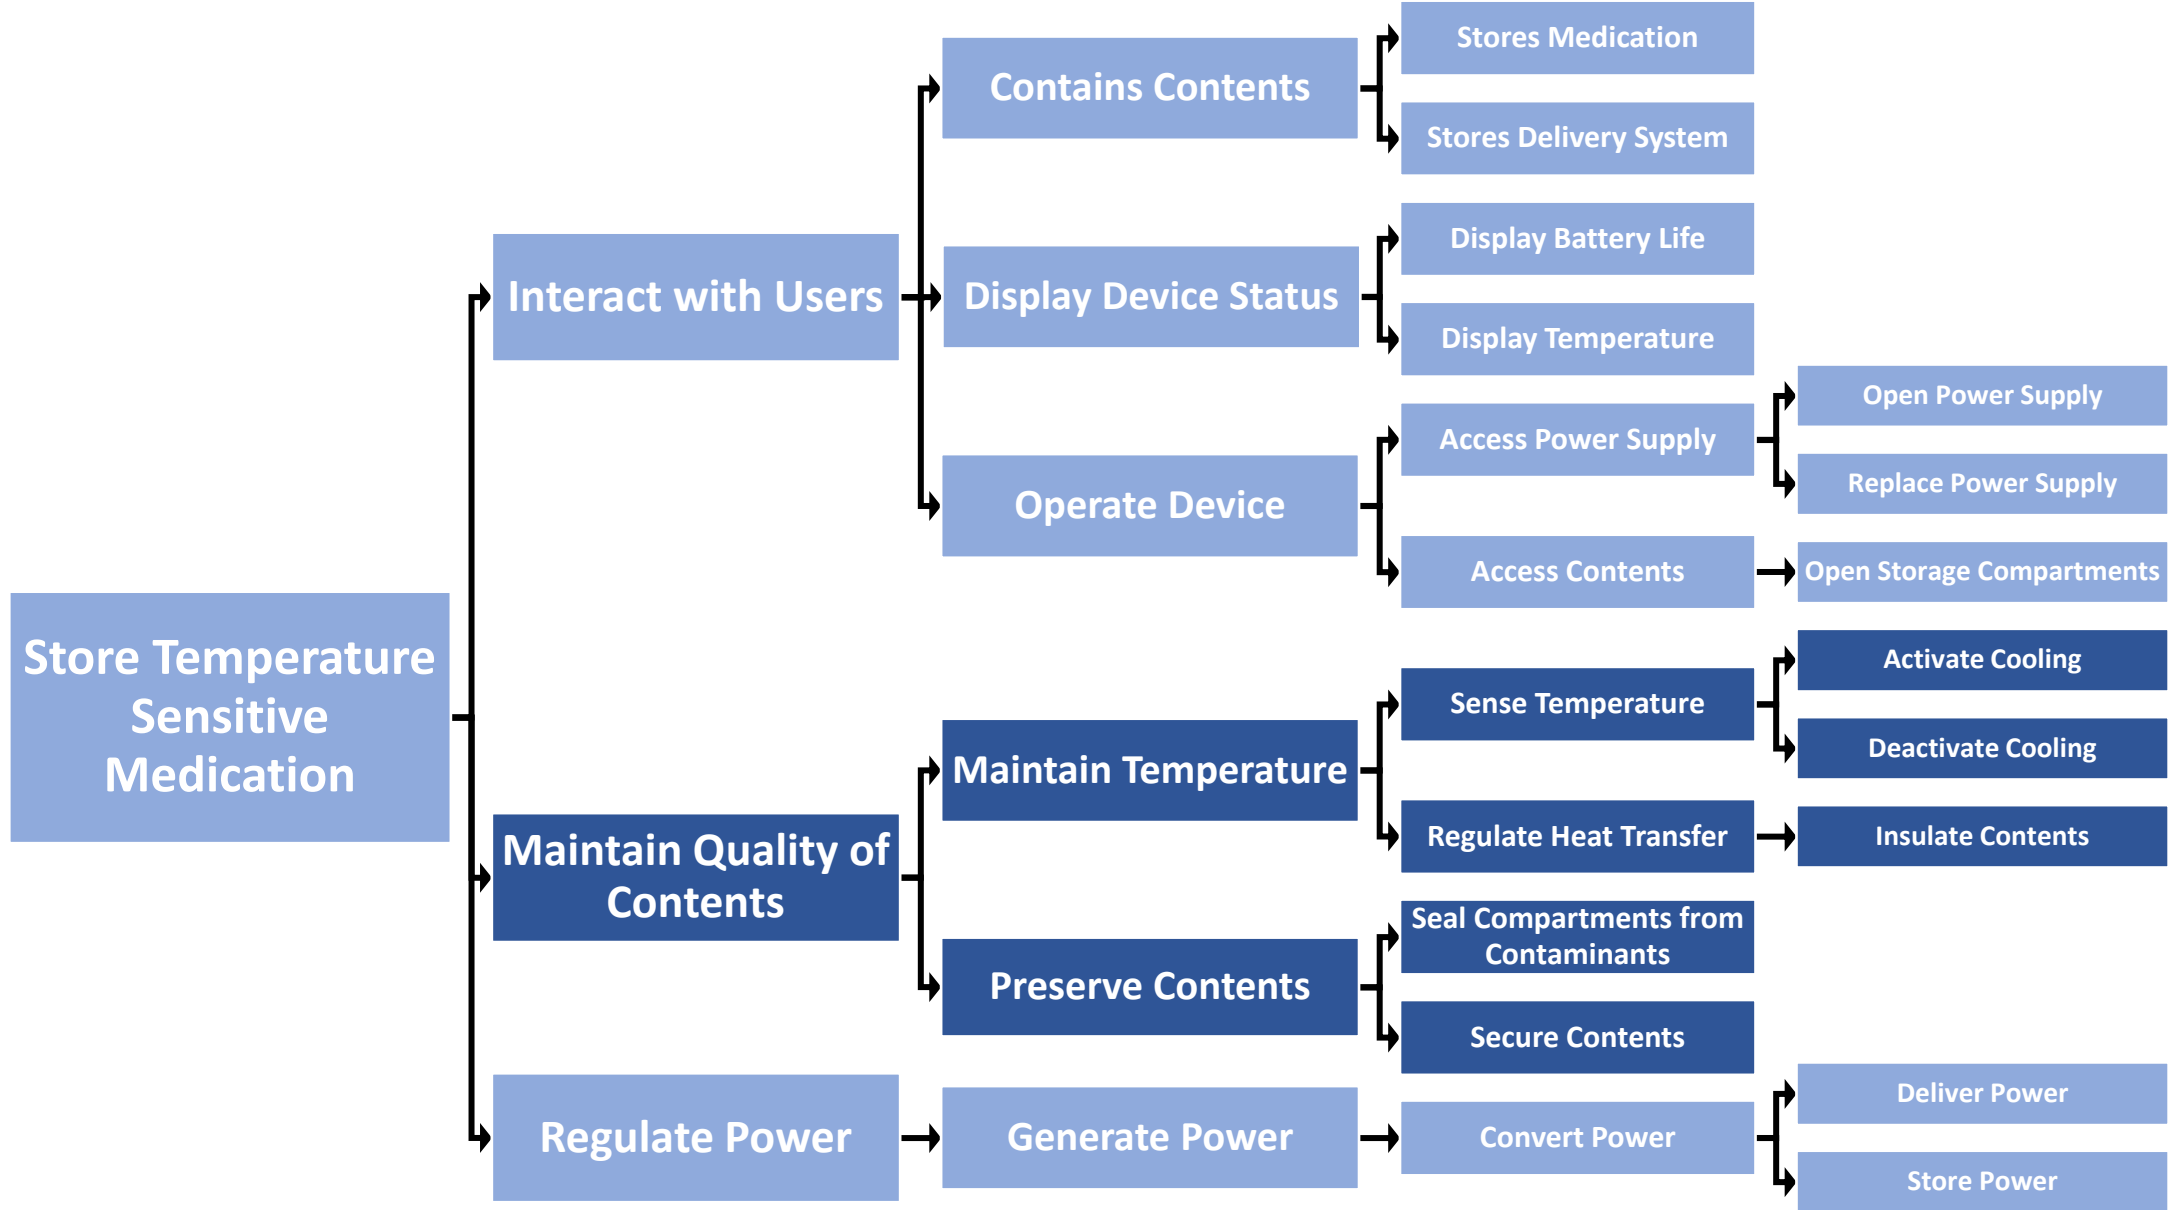 Store Temperature
Sensitive
Medication
Interact with Users
Contains Contents
Stores Medication
Stores Delivery System
Display Device Status
Display Battery Life
Display Temperature
Operate Device
Access Power Supply
Open Power Supply
Replace Power Supply
Access Contents
Open Storage Compartments
Maintain Quality of
Contents
Maintain Temperature
Sense Temperature
Activate Cooling
Deactivate Cooling
Regulate Heat Transfer
Insulate Contents
Preserve Contents
Seal Compartments from
Contaminants
Secure Contents
Regulate Power
Generate Power
Convert Power
Deliver Power
Store Power